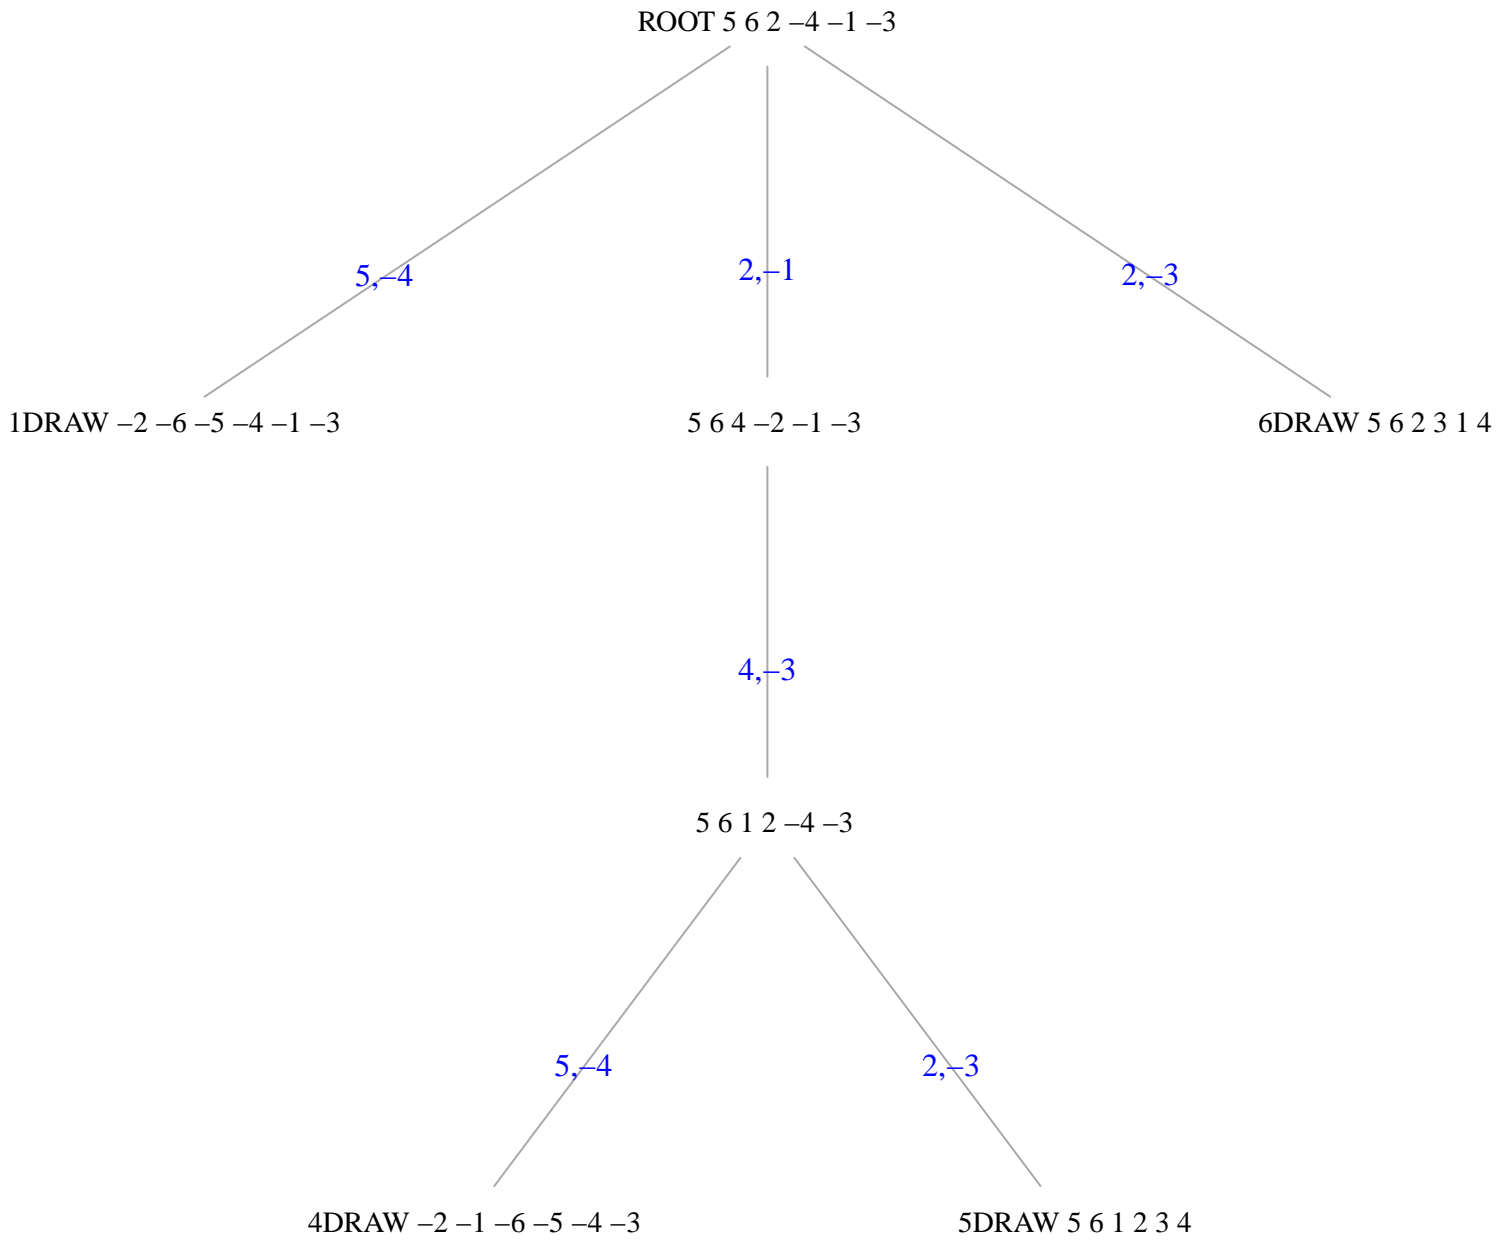 ROOT 5 6 2 –4 –1 –3
5,–4
2,–1
2,–3
1DRAW –2 –6 –5 –4 –1 –3
5 6 4 –2 –1 –3
6DRAW 5 6 2 3 1 4
4,–3
5 6 1 2 –4 –3
5,–4
2,–3
4DRAW –2 –1 –6 –5 –4 –3
5DRAW 5 6 1 2 3 4